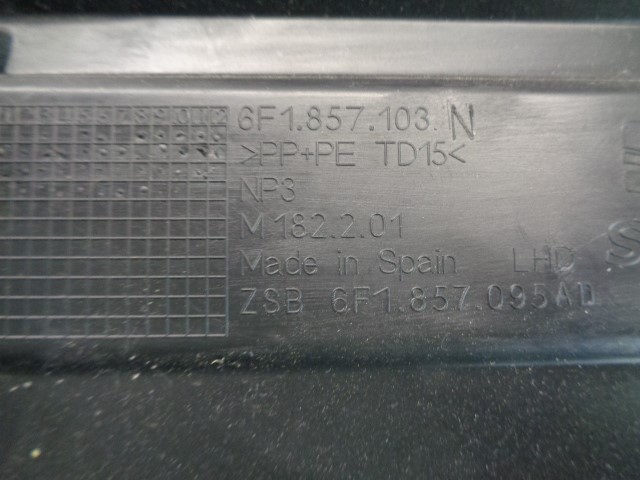 6F1.857.103. N
>PP+PE TD15<
NP3
M 182.2.01
Made in Spain LHD
ZSB 6F1.857.095AD
S